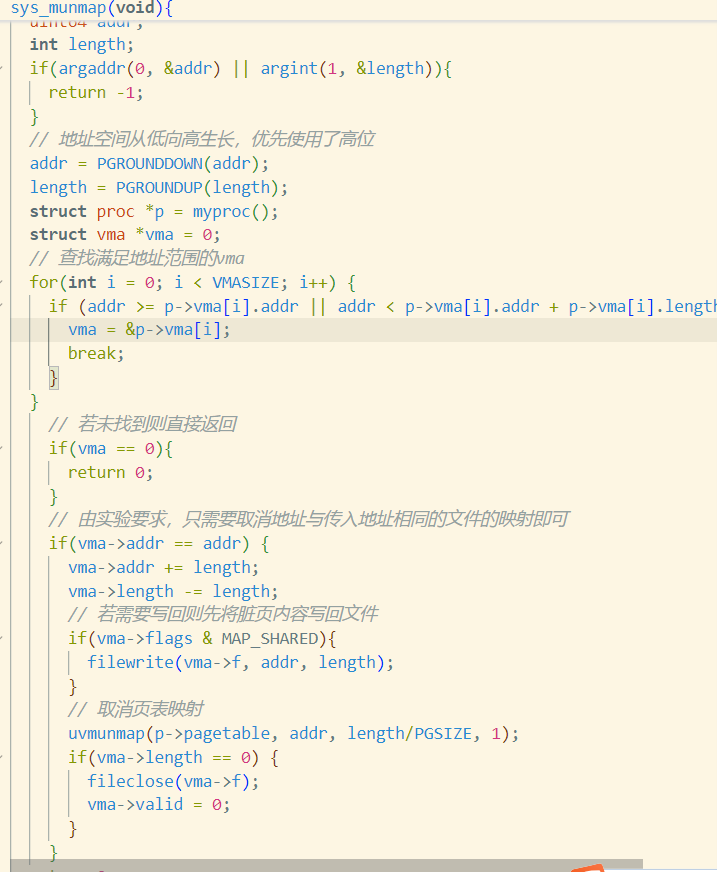 sys_munmap(void){
uint64 addr;
int length;
if(argaddr(0, &addr) || argint(1, &length)){
return -1;
}
// 地址空间从低向高生长，优先使用了高位
addr = PGROUNDDOWN(addr);
length = PGROUNDUP(length);
struct proc *p = myproc();
struct vma *vma = 0;
// 查找满足地址范围的vma
for(int i = 0; i < VMASIZE; i++) {
if (addr >= p->vma[i].addr || addr < p->vma[i].addr + p->vma[i].length
vma = &p->vma[i];
break;
}
}
// 若未找到则直接返回
if(vma == 0){
return 0;
}
// 由实验要求，只需要取消地址与传入地址相同的文件的映射即可
if(vma->addr == addr) {
vma->addr += length;
vma->length -= length;
// 若需要写回则先将脏页内容写回文件
if(vma->flags & MAP_SHARED){
filewrite(vma->f, addr, length);
}
// 取消页表映射
uvmunmap(p->pagetable, addr, length/PGSIZE, 1);
if(vma->length == 0) {
fileclose(vma->f);
vma->valid = 0;
}
}